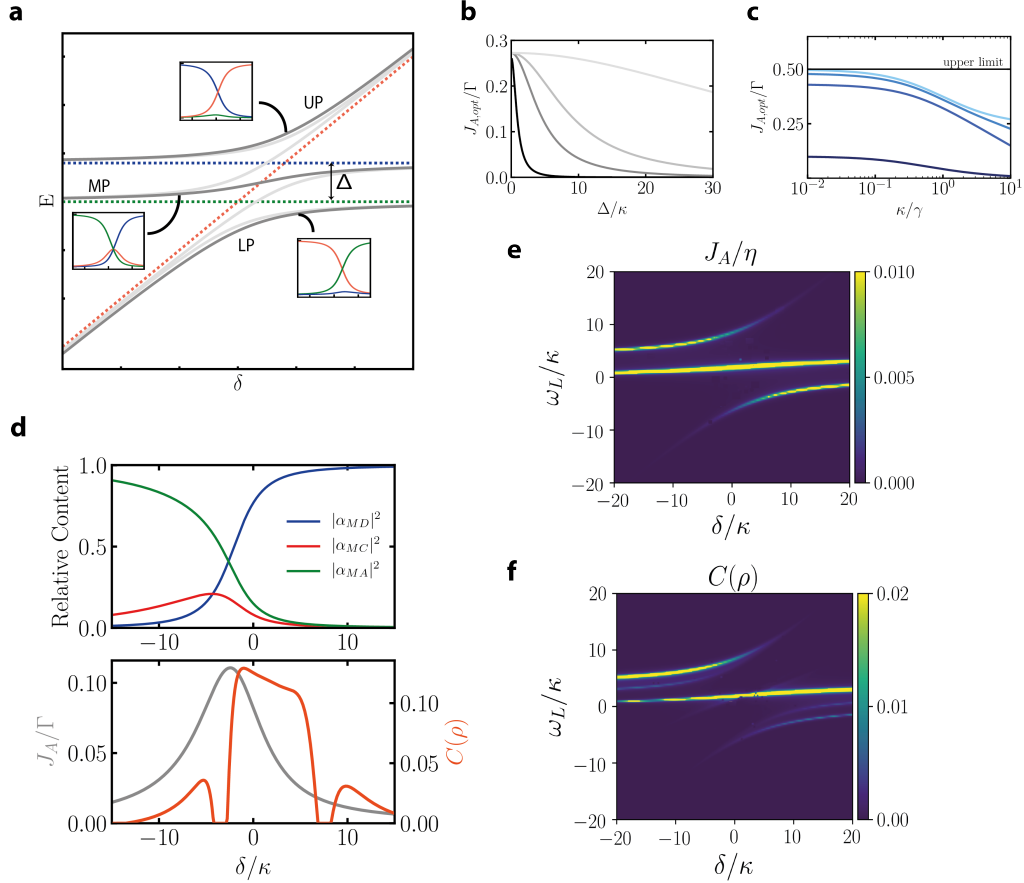 a
E
UP
MP
LP
Δ
δ
b
J_{A,opt}/Γ
0.3
0.2
0.1
0.0
0
10
20
30
Δ/κ
c
J_{A,opt}/Γ
0.50
0.25
upper limit
10^{-2}
10^{-1}
10^{0}
10^{1}
κ/γ
d
Relative Content
1.0
0.5
0.0
|α_{MD}|^2
|α_{MC}|^2
|α_{MA}|^2
−10
0
10
J_A/Γ
0.10
0.05
0.00
C(ρ)
0.10
0.05
0.00
−10
0
10
δ/κ
e
J_A/η
ω_L/κ
20
10
0
−10
−20
−20
−10
0
10
20
δ/κ
0.010
0.005
0.000
f
C(ρ)
ω_L/κ
20
10
0
−10
−20
−20
−10
0
10
20
δ/κ
0.02
0.01
0.00